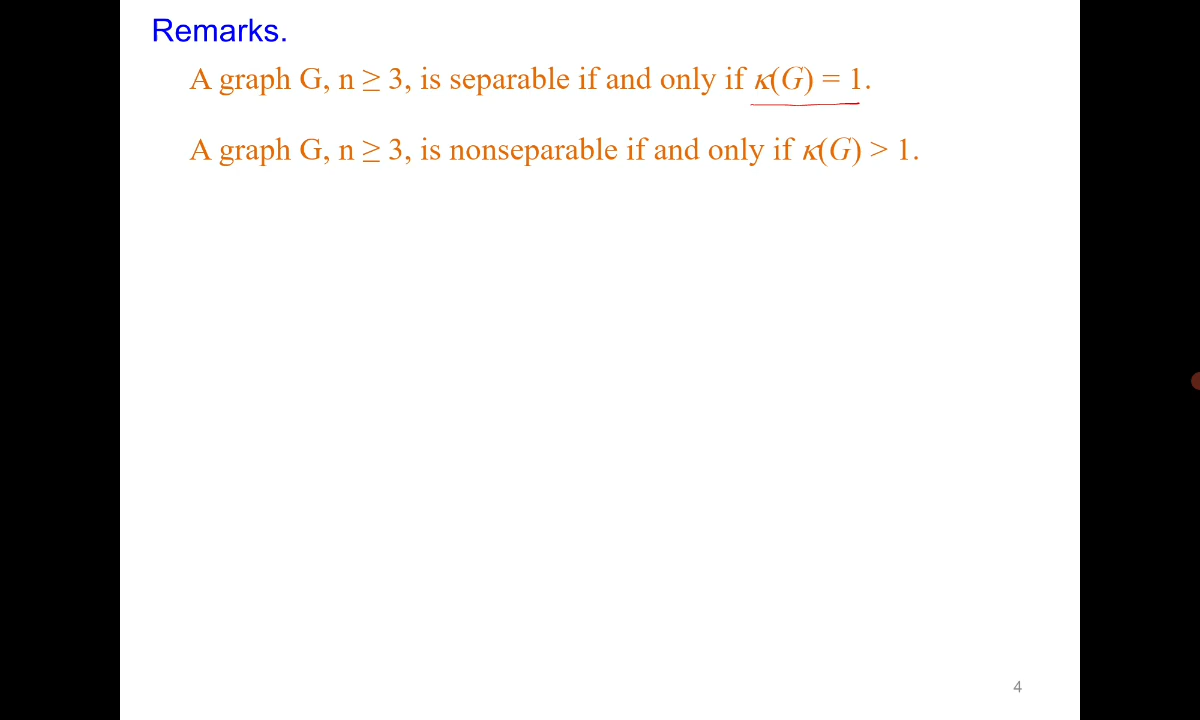 Remarks.
A graph G, n ≥ 3, is separable if and only if κ(G) = 1.
A graph G, n ≥ 3, is nonseparable if and only if κ(G) > 1.
4